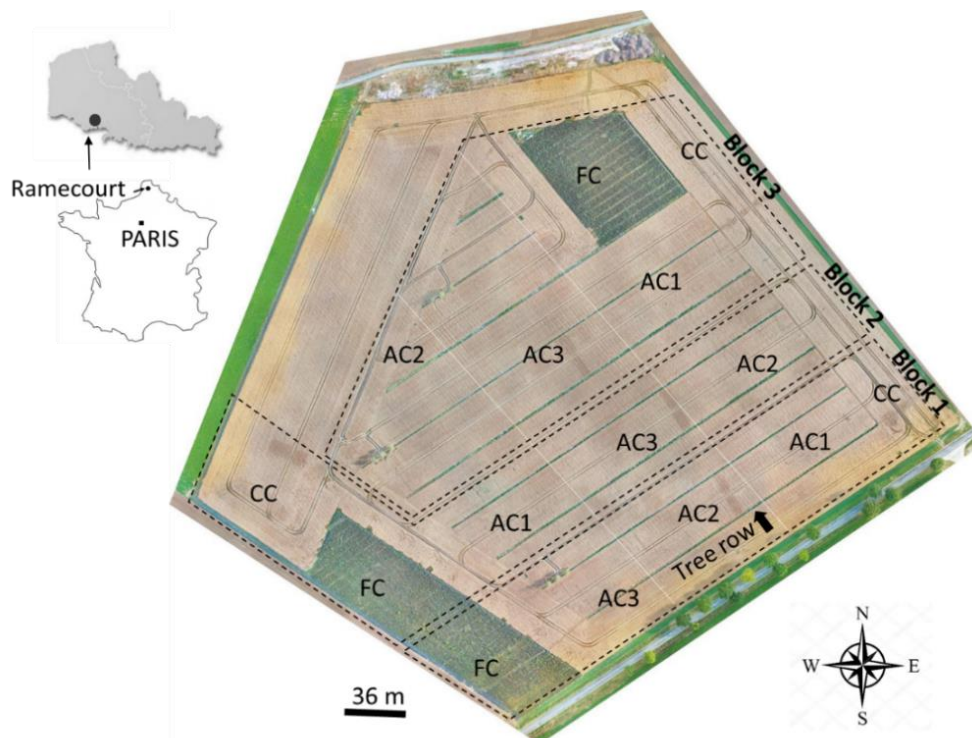 Ramecourt
PARIS
FC
CC
Block 3
AC1
AC2
AC3
Block 2
AC2
AC3
AC1
CC
Block 1
CC
AC1
AC2
Tree row
AC3
FC
FC
36 m
N
W
E
S